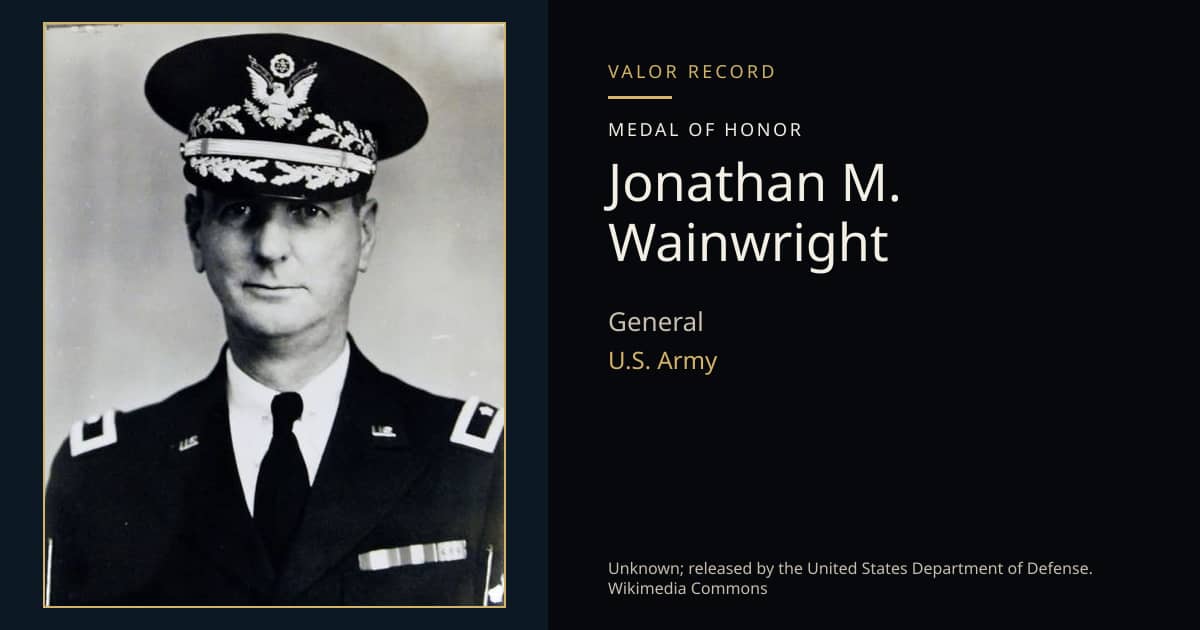 VALOR RECORD
MEDAL OF HONOR
Jonathan M.
Wainwright
General
U.S. Army
Unknown; released by the United States Department of Defense.
Wikimedia Commons